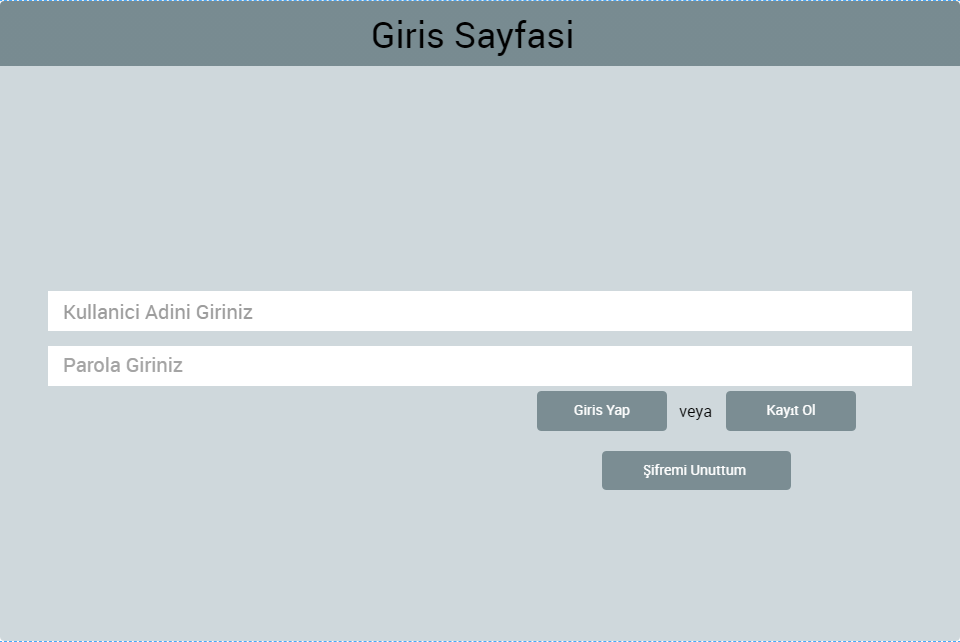 Giris Sayfasi
Kullanici Adini Giriniz
Parola Giriniz
Giris Yap veya Kayıt Ol
Şifremi Unuttum